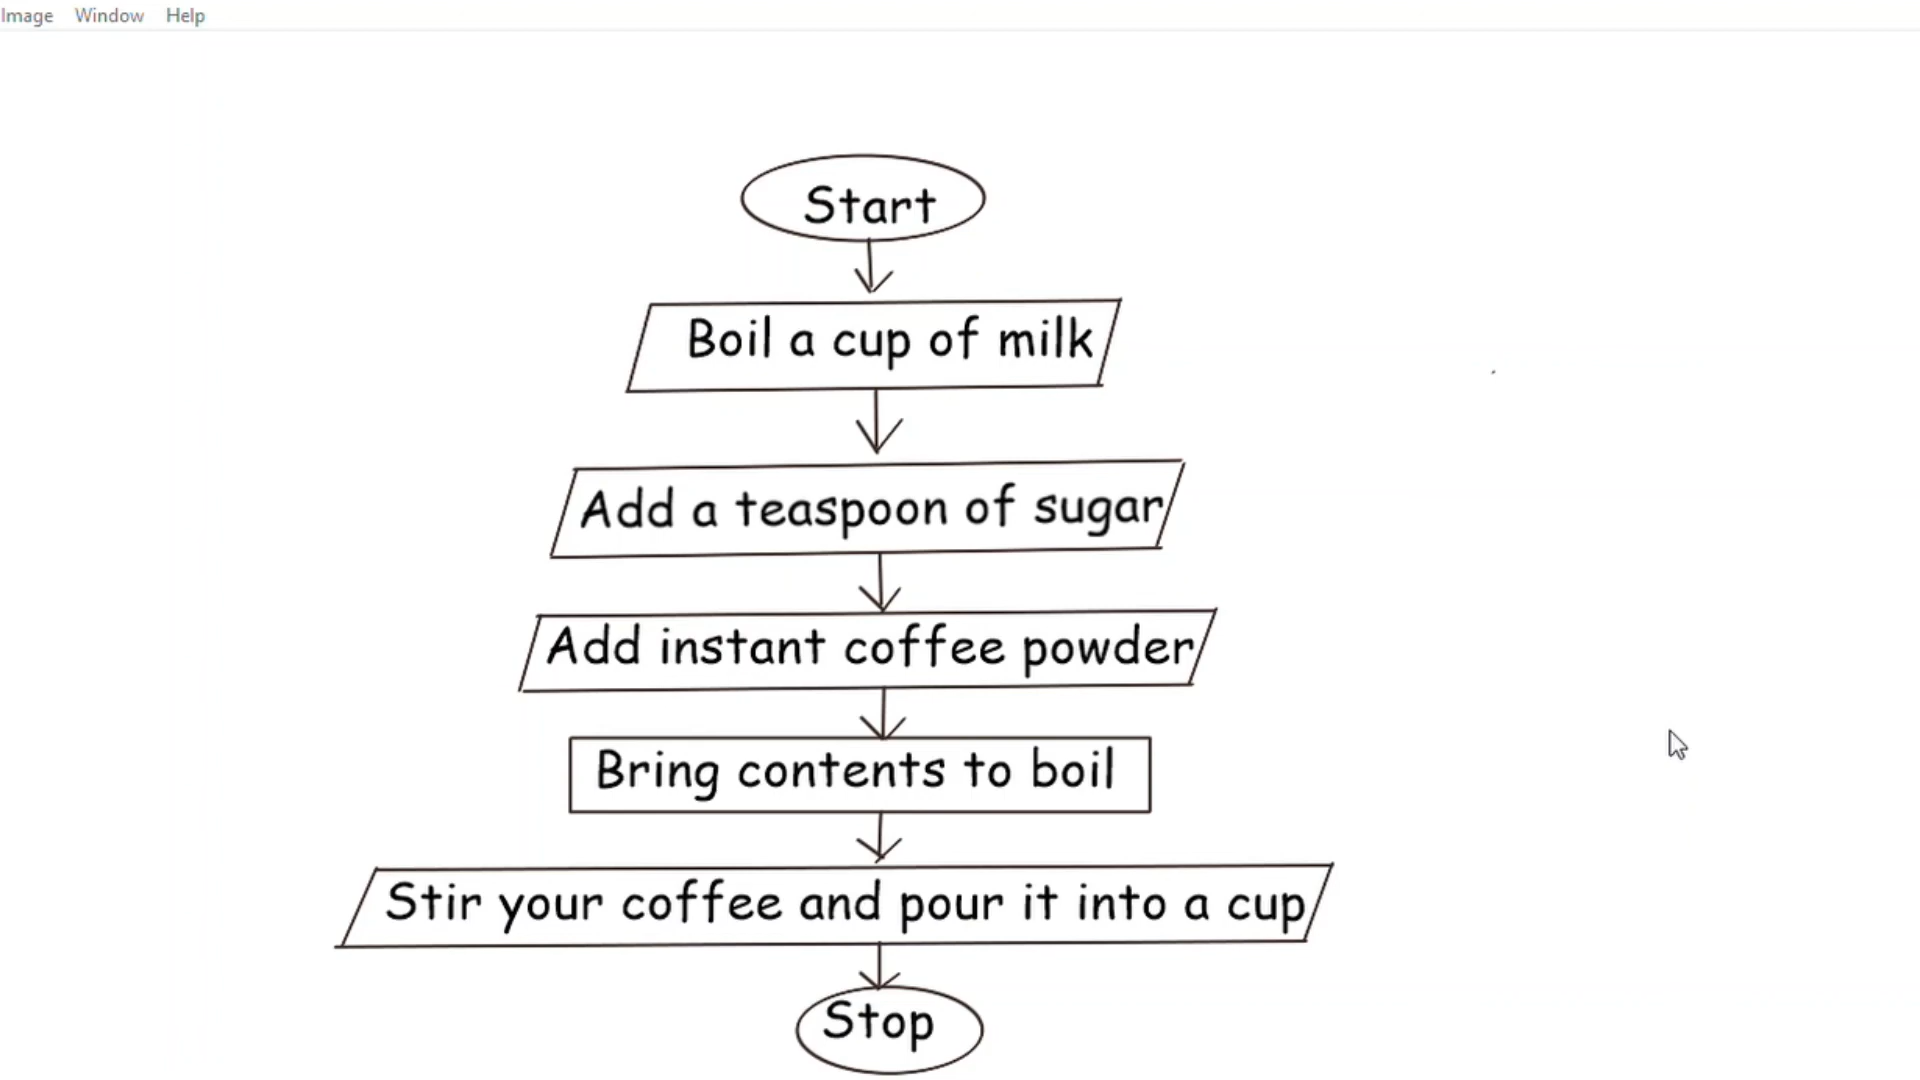 Image Window Help
Start
Boil a cup of milk
Add a teaspoon of sugar
Add instant coffee powder
Bring contents to boil
Stir your coffee and pour it into a cup
Stop